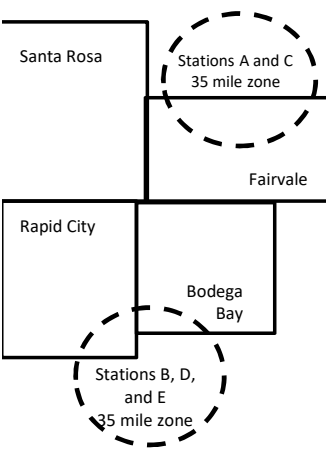 Santa Rosa
Stations A and C
35 mile zone
Fairvale
Rapid City
Bodega
Bay
Stations B, D,
and E
35 mile zone